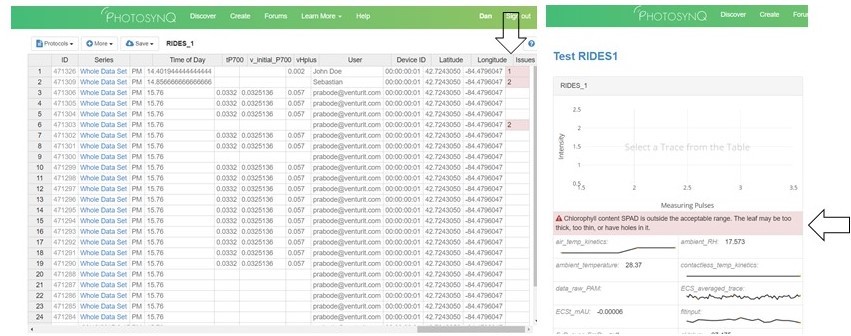 PHOTOSYNQ Discover Create Forums Learn More Help Dan Sign out
Protocols + More Save RIDES_1
ID Series Time of Day tP700 v_initial_P700 vHplus User Device ID Latitude Longitude Issues
1 471326 Whole Data Set PM 14.401944444444444 0.002 John Doe 00:00:00:01 42.7243050 -84.4796047 1
2 471309 Whole Data Set PM 14.856666666666666 Sebastian 00:00:00:01 42.7243050 -84.4796047 2
3 471306 Whole Data Set PM 15.76 0.0332 0.0325136 0.057 prabode@venturit.com 00:00:00:01 42.7243050 -84.4796047
4 471305 Whole Data Set PM 15.76 0.0332 0.0325136 0.057 prabode@venturit.com 00:00:00:01 42.7243050 -84.4796047
5 471304 Whole Data Set PM 15.76 0.0332 0.0325136 0.057 prabode@venturit.com 00:00:00:01 42.7243050 -84.4796047
6 471303 Whole Data Set PM 15.76 prabode@venturit.com 00:00:00:01 42.7243050 -84.4796047 2
7 471302 Whole Data Set PM 15.76 0.0332 0.0325136 0.057 prabode@venturit.com 00:00:00:01 42.7243050 -84.4796047
8 471301 Whole Data Set PM 15.76 0.0332 0.0325136 0.057 prabode@venturit.com 00:00:00:01 42.7243050 -84.4796047
9 471300 Whole Data Set PM 15.76 prabode@venturit.com 00:00:00:01 42.7243050 -84.4796047
10 471299 Whole Data Set PM 15.76 0.0332 0.0325136 0.057 prabode@venturit.com 00:00:00:01 42.7243050 -84.4796047
11 471298 Whole Data Set PM 15.76 0.0332 0.0325136 0.057 prabode@venturit.com 00:00:00:01 42.7243050 -84.4796047
12 471287 Whole Data Set PM 15.76 0.0332 0.0325136 0.057 prabode@venturit.com 00:00:00:01 42.7243050 -84.4796047
13 471296 Whole Data Set PM 15.76 0.0332 0.0325136 0.057 prabode@venturit.com 00:00:00:01 42.7243050 -84.4796047
14 471295 Whole Data Set PM 15.76 0.0332 0.0325136 0.057 prabode@venturit.com 00:00:00:01 42.7243050 -84.4796047
15 471294 Whole Data Set PM 15.76 0.0332 0.0325136 0.057 prabode@venturit.com 00:00:00:01 42.7243050 -84.4796047
16 471293 Whole Data Set PM 15.76 0.0332 0.0325136 0.057 prabode@venturit.com 00:00:00:01 42.7243050 -84.4796047
17 471292 Whole Data Set PM 15.76 0.0332 0.0325136 0.057 prabode@venturit.com 00:00:00:01 42.7243050 -84.4796047
18 471291 Whole Data Set PM 15.76 0.0332 0.0325136 0.057 prabode@venturit.com 00:00:00:01 42.7243050 -84.4796047
19 471290 Whole Data Set PM 15.76 0.0332 0.0325136 0.057 prabode@venturit.com 00:00:00:01 42.7243050 -84.4796047
20 471288 Whole Data Set PM 15.76 prabode@venturit.com 00:00:00:01 42.7243050 -84.4796047
21 471287 Whole Data Set PM 15.76 prabode@venturit.com 00:00:00:01 42.7243050 -84.4796047
22 471286 Whole Data Set PM 15.76 prabode@venturit.com 00:00:00:01 42.7243050 -84.4796047
23 471285 Whole Data Set PM 15.76 prabode@venturit.com 00:00:00:01 42.7243050 -84.4796047
24 471284 Whole Data Set PM 15.76 prabode@venturit.com 00:00:00:01 42.7243050 -84.4796047
PHOTOSYNQ Discover Create Foru
Test RIDES1
RIDES_1
2.5
2
1.5
1
0.5
Intensity
Select a Trace from the Table
1.5 2 2.5 3 3.5
Measuring Pulses
Chlorophyll content SPAD is outside the acceptable range. The leaf may be too
thick, too thin, or have holes in it.
air_temp_kinetics: ambient_RH: 17.573
ambient_temperature: 28.37 contactless_temp_kinetics:
data_raw_PAM: ECS_averaged_trace:
ECSt_mAU: -0.00006 fitinput: